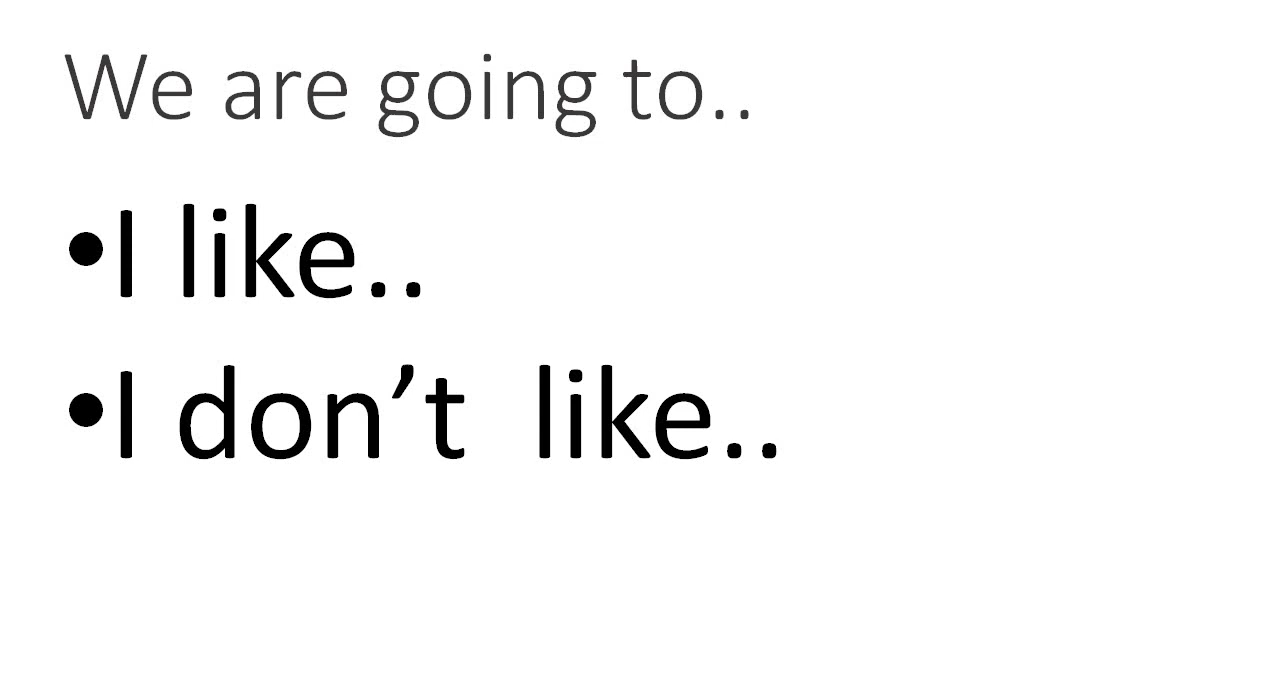 We are going to..
•I like..
•I don’t  like..